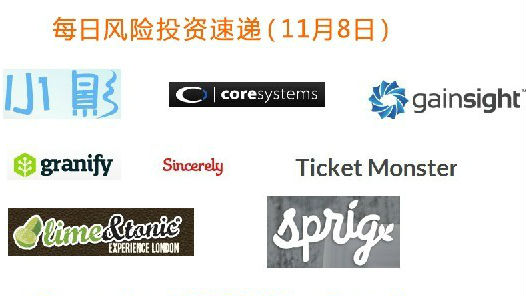 每日风险投资速递(11月8日)
小影
coresystems
gainsight
granify
Sincerely
Ticket Monster
lime&tonic
EXPERIENCE LONDON
sprig